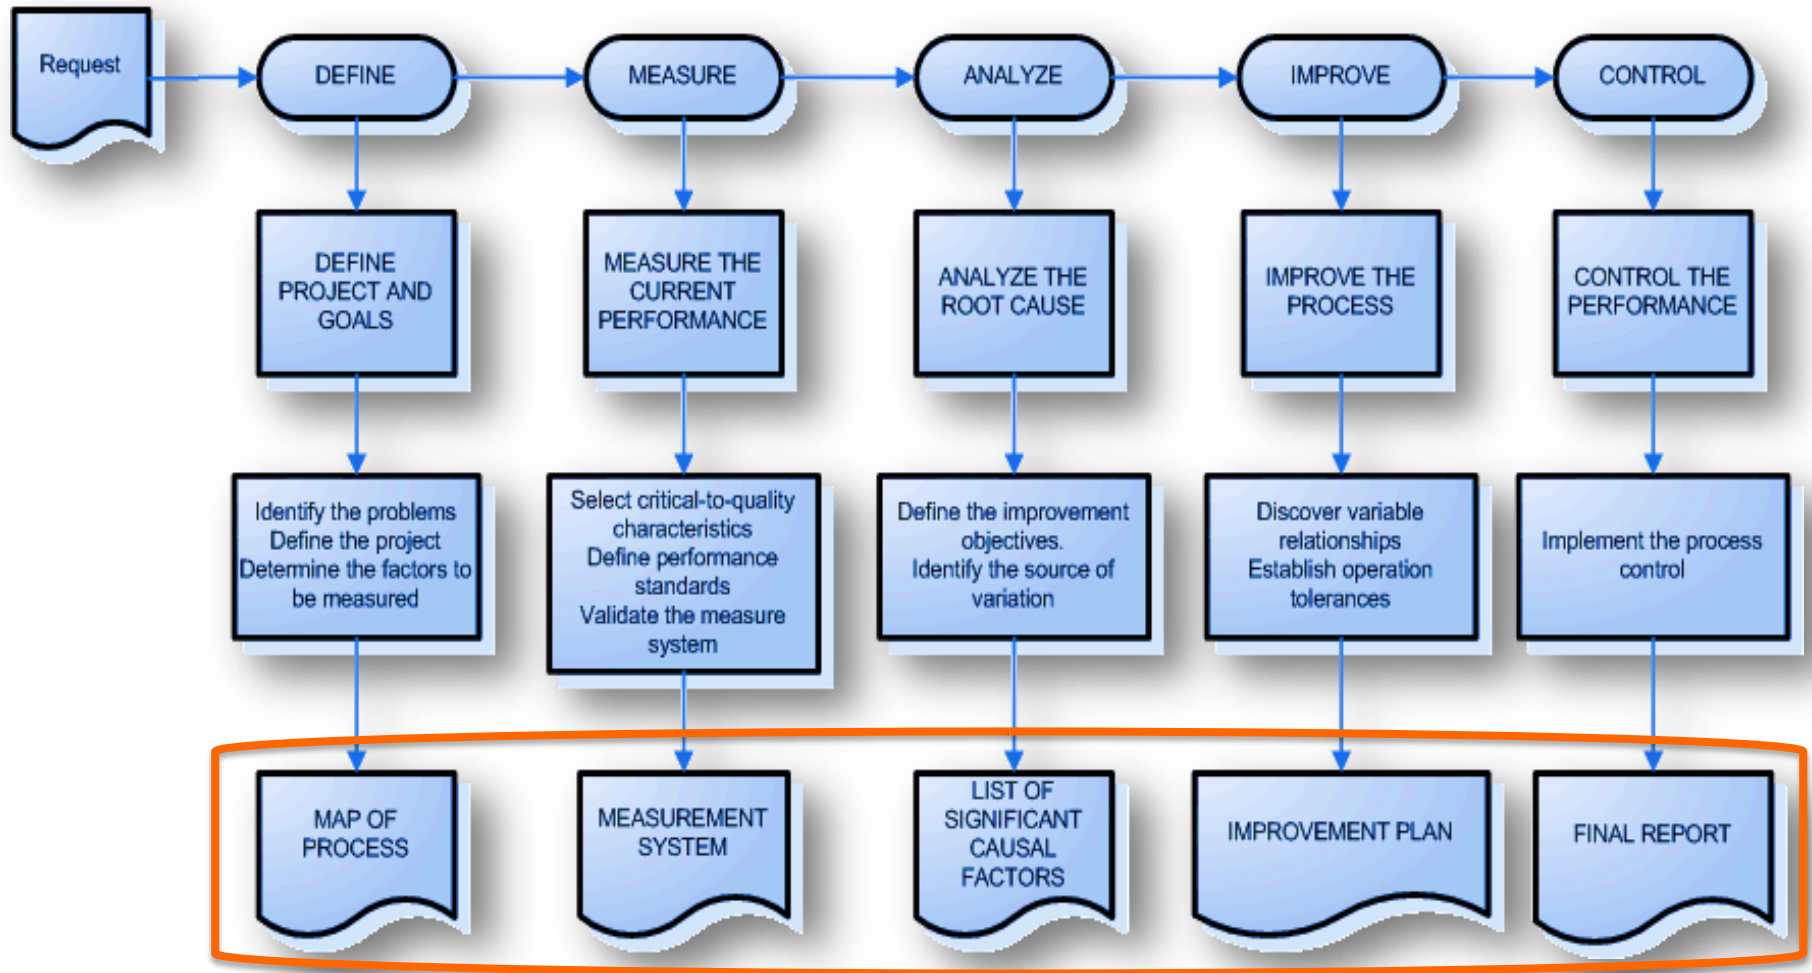 Request
DEFINE
MEASURE
ANALYZE
IMPROVE
CONTROL
DEFINE
PROJECT AND
GOALS
MEASURE THE
CURRENT
PERFORMANCE
ANALYZE THE
ROOT CAUSE
IMPROVE THE
PROCESS
CONTROL THE
PERFORMANCE
Identify the problems
Define the project
Determine the factors to
be measured
Select critical-to-quality
characteristics
Define performance
standards
Validate the measure
system
Define the improvement
objectives.
Identify the source of
variation
Discover variable
relationships
Establish operation
tolerances
Implement the process
control
MAP OF
PROCESS
MEASUREMENT
SYSTEM
LIST OF
SIGNIFICANT
CAUSAL
FACTORS
IMPROVEMENT PLAN
FINAL REPORT